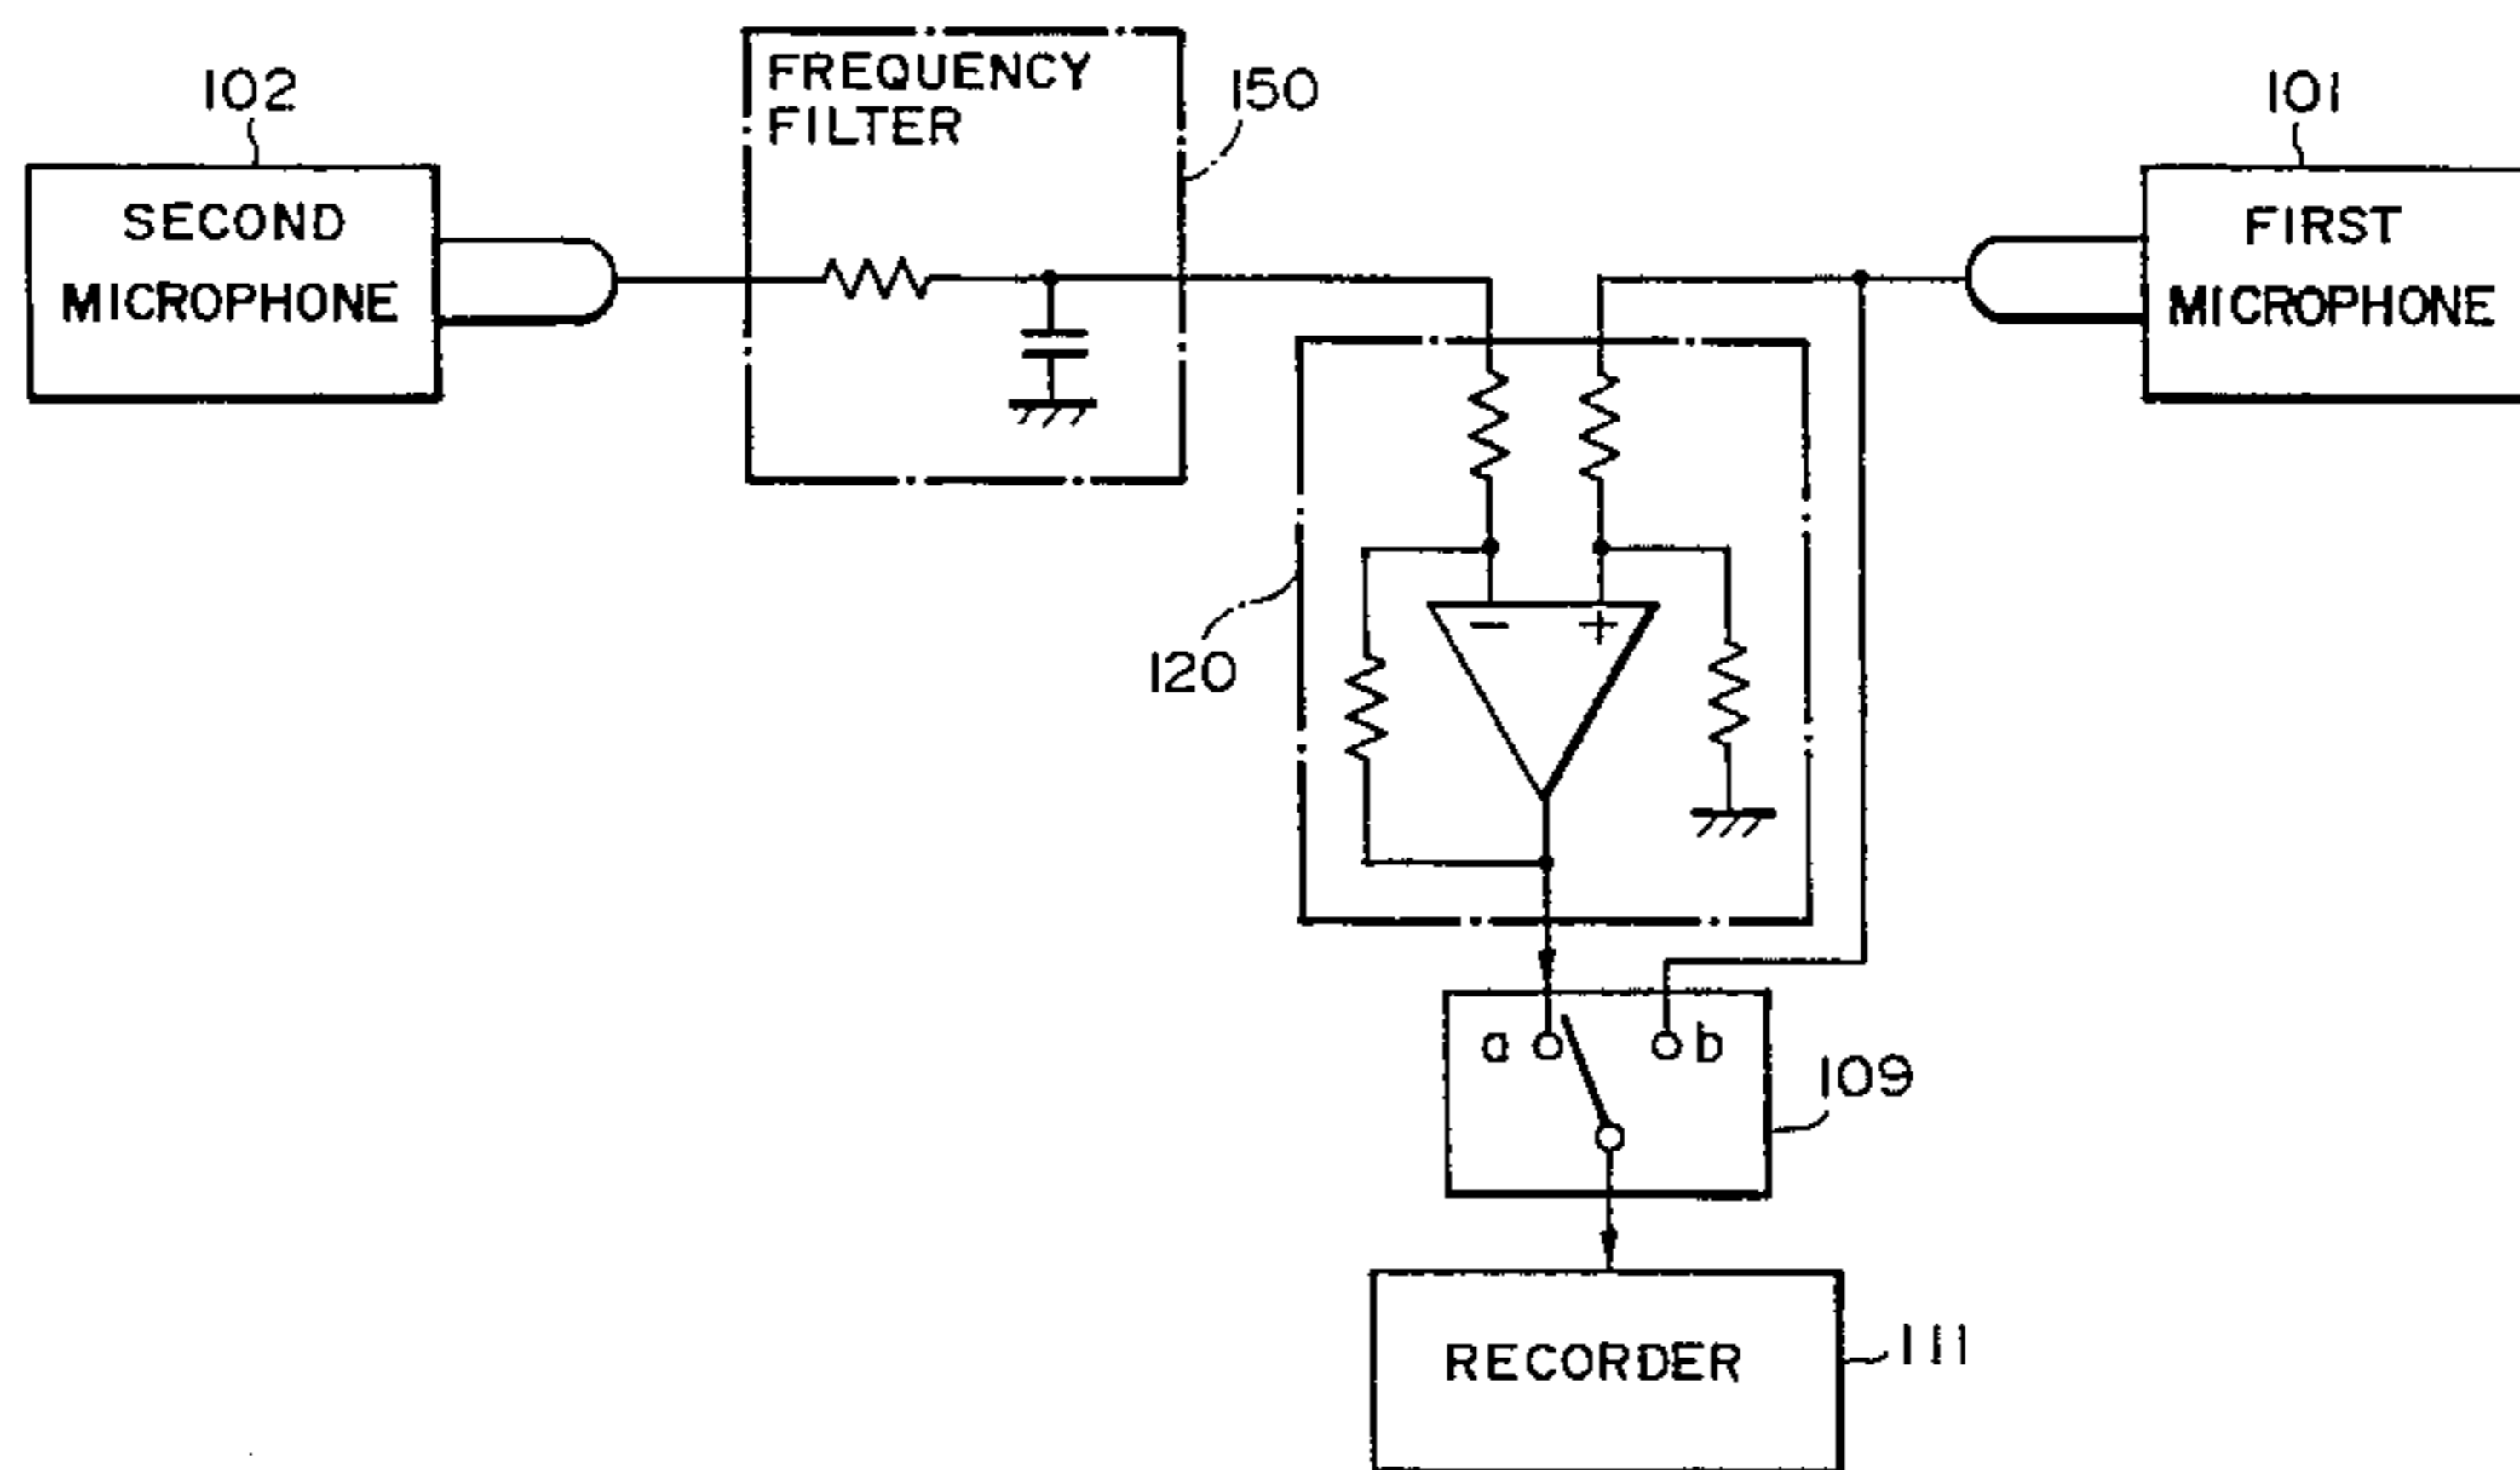 FREQUENCY
FILTER
150
102
101
SECOND
MICROPHONE
FIRST
MICROPHONE
120
− +
a b
109
RECORDER
111